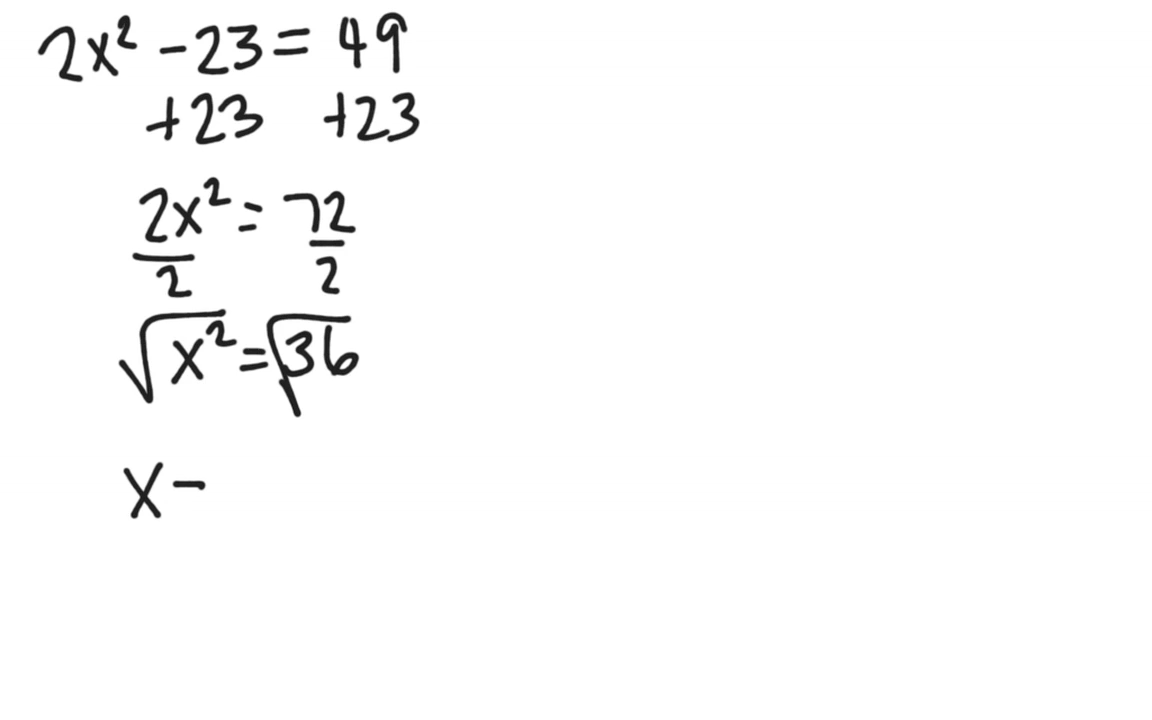 2x² -23 = 49
+23 +23
2x² = 72
2 2
√x² = √36
x -